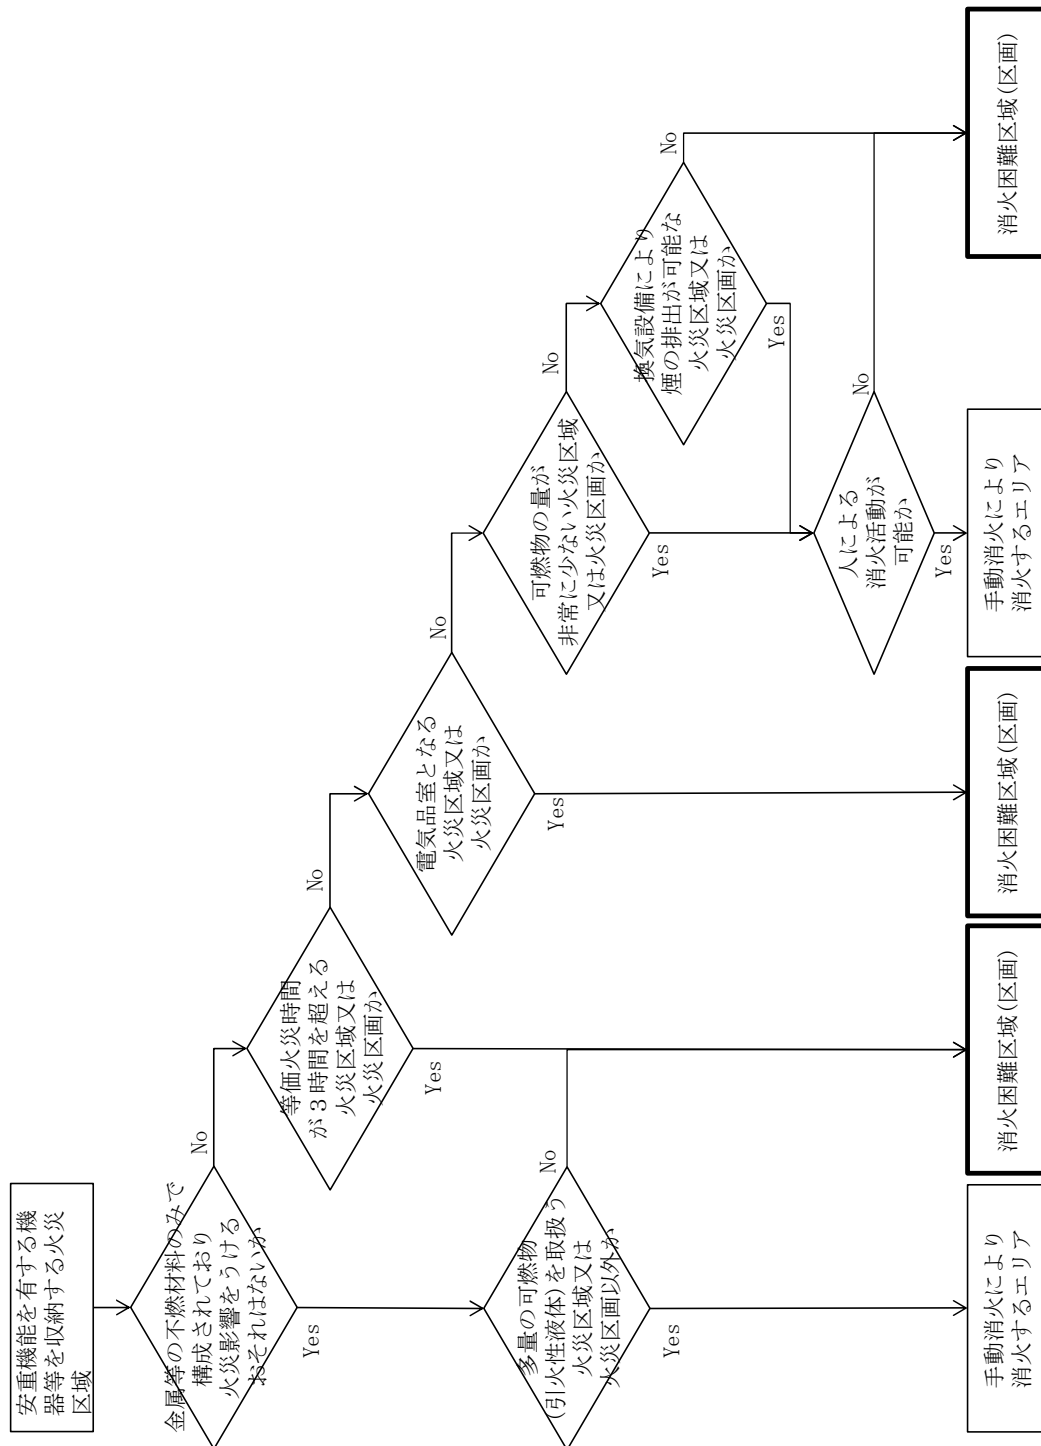 安重機能を有する機
器等を収納する火災
区域
金属等の不燃材料のみで
構成されており
火災影響をうける
おそれはないか
No
Yes
等価火災時間
が３時間を超える
火災区域又は
火災区画か
No
Yes
電気品室となる
火災区域又は
火災区画か
No
Yes
可燃物の量が
非常に少ない火災区域
又は火災区画か
No
Yes
換気設備により
煙の排出が可能な
火災区域又は
火災区画か
No
Yes
多量の可燃物
(引火性液体)を取扱う
火災区域又は
火災区画以外か
No
Yes
人による
消火活動が
可能か
No
Yes
手動消火により
消火するエリア
消火困難区域(区画)
消火困難区域(区画)
手動消火により
消火するエリア
消火困難区域(区画)